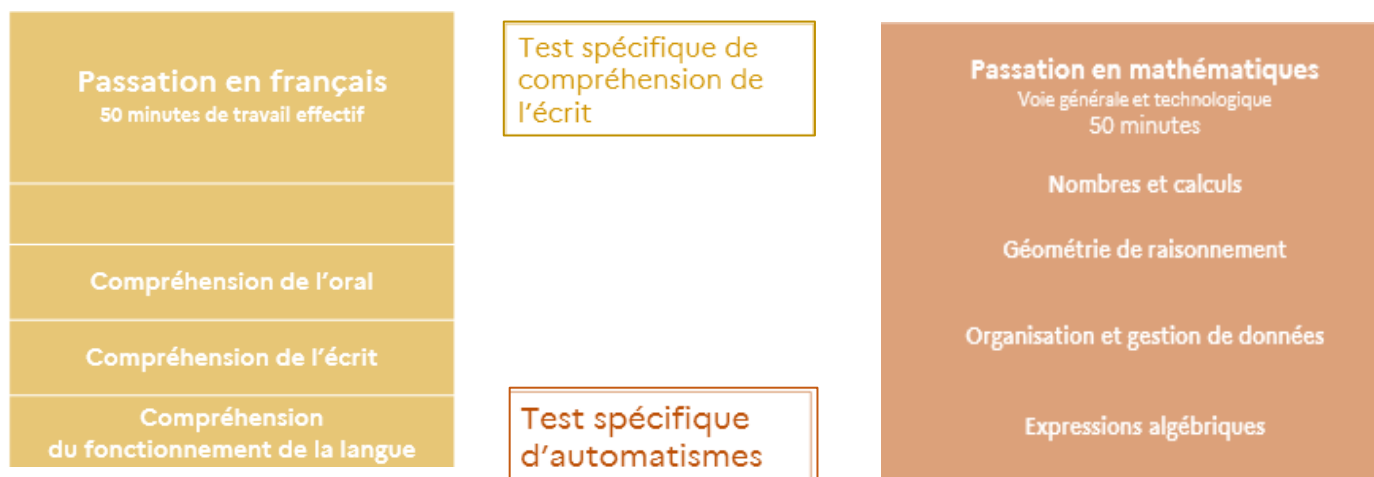 Passation en français
50 minutes de travail effectif
Compréhension de l'oral
Compréhension de l'écrit
Compréhension
du fonctionnement de la langue
Test spécifique de
compréhension de
l'écrit
Test spécifique
d'automatismes
Passation en mathématiques
Voie générale et technologique
50 minutes
Nombres et calculs
Géométrie de raisonnement
Organisation et gestion de données
Expressions algébriques